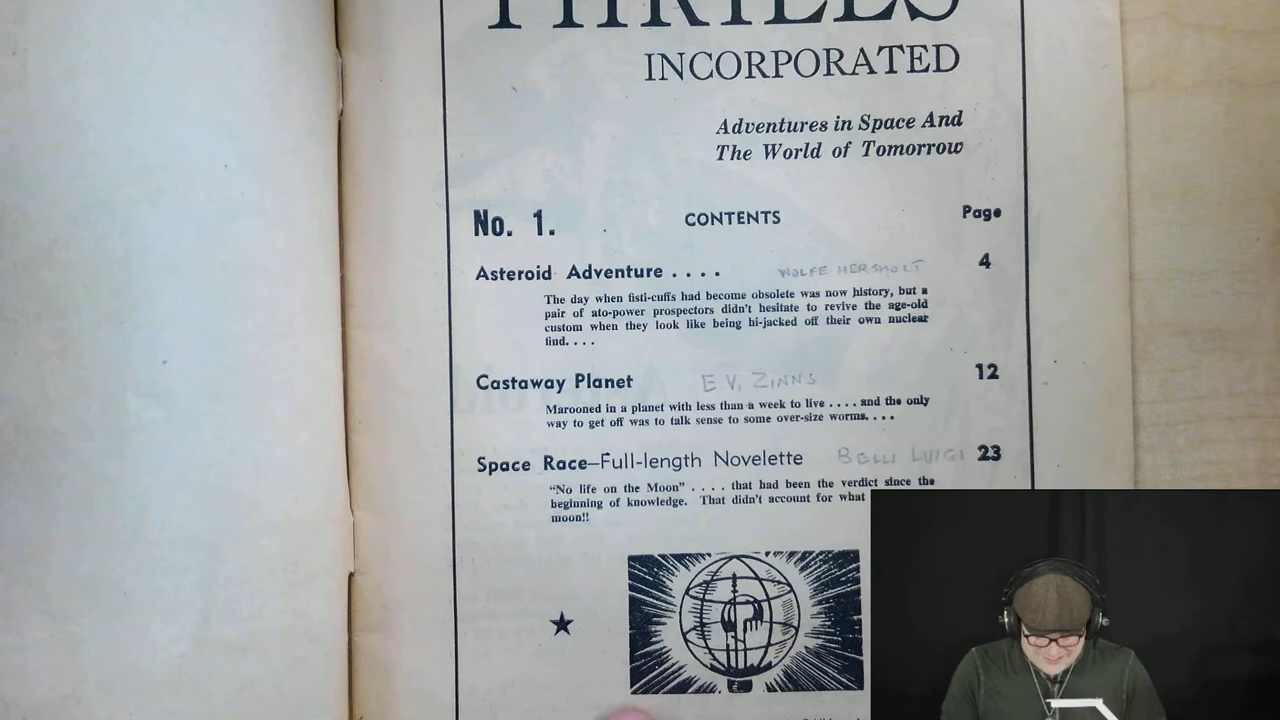 THRILLS
INCORPORATED
Adventures in Space And
The World of Tomorrow
No. 1. CONTENTS Page
Asteroid Adventure . . . . WOLFE HERSHOLT 4
The day when fisti-cuffs had become obsolete was now history, but a
pair of ato-power prospectors didn't hesitate to revive the age-old
custom when they look like being hi-jacked off their own nuclear
find. . . .
Castaway Planet E V. ZINNS 12
Marooned in a planet with less than a week to live . . . . and the only
way to get off was to talk sense to some over-size worms. . . .
Space Race—Full-length Novelette BELLI LUIGI 23
"No life on the Moon" . . . . that had been the verdict since the
beginning of knowledge. That didn't account for what
moon!!